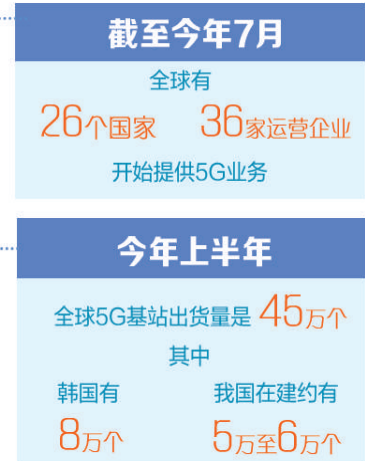 截至今年7月
全球有
26个国家 36家运营企业
开始提供5G业务
今年上半年
全球5G基站出货量是 45万个
其中
韩国有 我国在建约有
8万个 5万至6万个